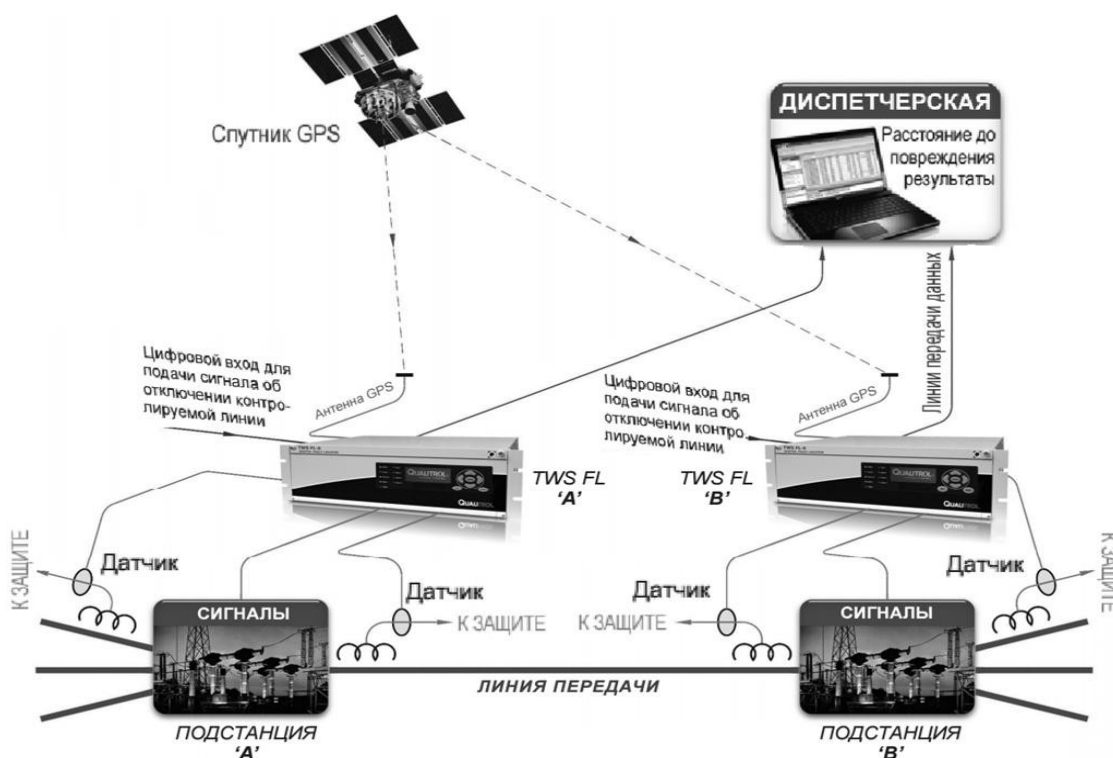 Спутник GPS
ДИСПЕТЧЕРСКАЯ
Расстояние до
повреждения
результаты
Линии передачи данных
Цифровой вход для
подачи сигнала об
отключении контро-
лируемой линии
Антенна GPS
Цифровой вход для
подачи сигнала об
отключении контро
лируемой линии
Антенна GPS
QUALITROL
QUALITROL
TWS FL
'A'
TWS FL
'B'
QUALITROL
QUALITROL
К ЗАЩИТЕ
Датчик
СИГНАЛЫ
Датчик
К ЗАЩИТЕ
К ЗАЩИТЕ
Датчик
СИГНАЛЫ
Датчик
К ЗАЩИТЕ
ЛИНИЯ ПЕРЕДАЧИ
ПОДСТАНЦИЯ
'A'
ПОДСТАНЦИЯ
'B'